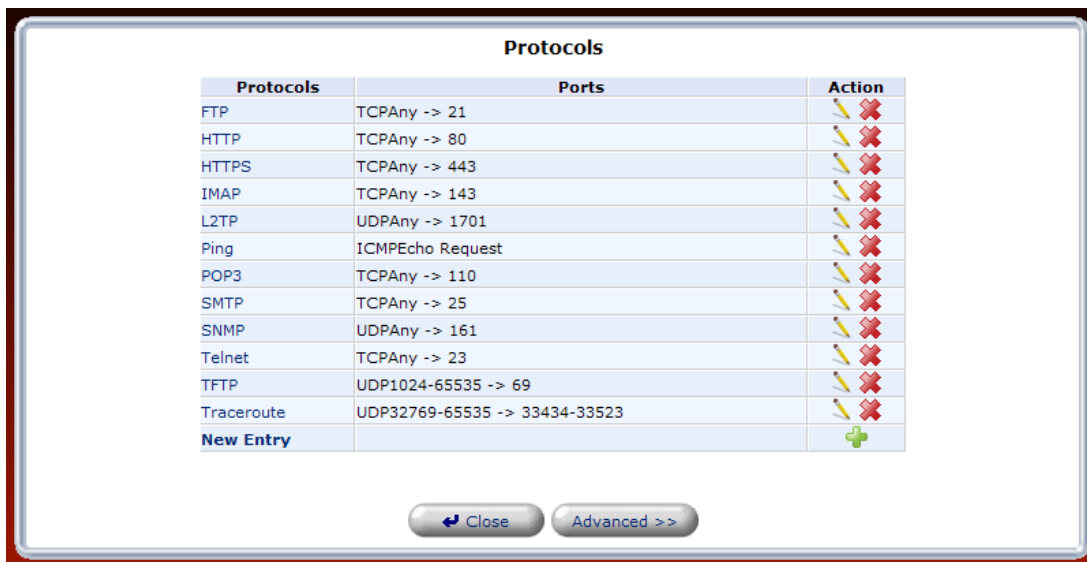 Protocols
Protocols Ports Action
FTP TCPAny -> 21
HTTP TCPAny -> 80
HTTPS TCPAny -> 443
IMAP TCPAny -> 143
L2TP UDPAny -> 1701
Ping ICMPEcho Request
POP3 TCPAny -> 110
SMTP TCPAny -> 25
SNMP UDPAny -> 161
Telnet TCPAny -> 23
TFTP UDP1024-65535 -> 69
Traceroute UDP32769-65535 -> 33434-33523
New Entry
Close Advanced >>